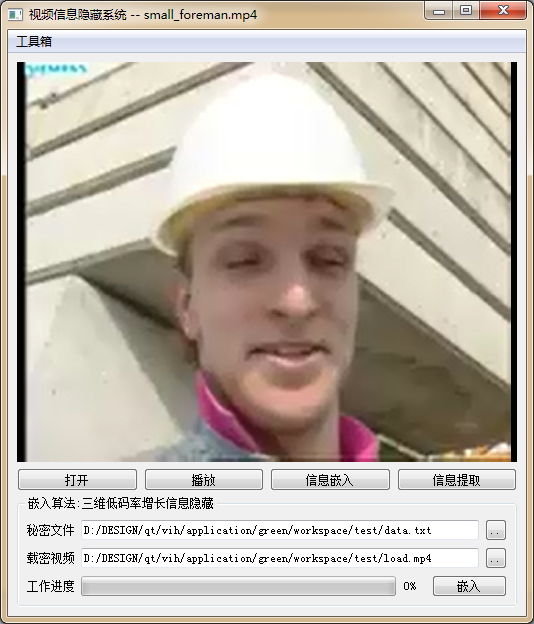 视频信息隐藏系统 -- small_foreman.mp4
工具箱
打开 播放 信息嵌入 信息提取
嵌入算法:三维低码率增长信息隐藏
秘密文件 D:/DESIGN/qt/vih/application/green/workspace/test/data.txt ..
载密视频 D:/DESIGN/qt/vih/application/green/workspace/test/load.mp4 ..
工作进度 0% 嵌入